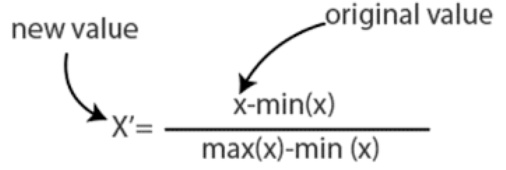 original value
new value
x-min(x)
X'=
max(x)-min (x)